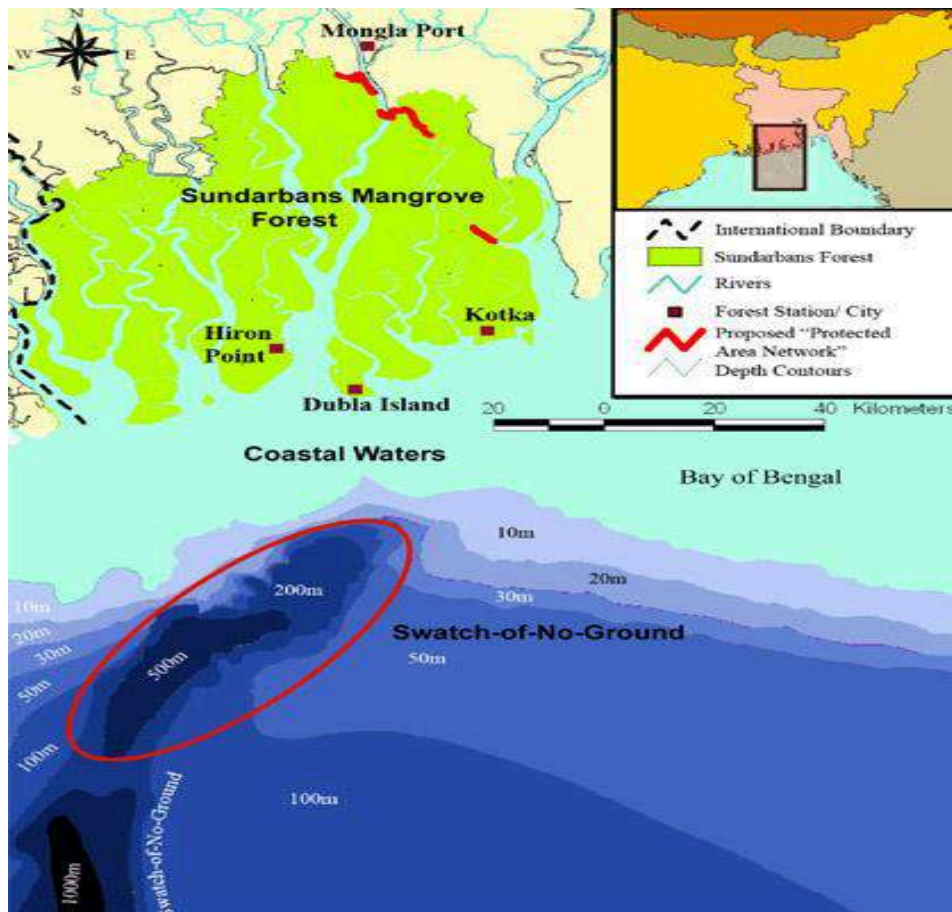 N
W E
S
Mongla Port
Sundarbans Mangrove
Forest
Hiron
Point
Kotka
Dubla Island
International Boundary
Sundarbans Forest
Rivers
Forest Station/ City
Proposed “Protected
Area Network”
Depth Contours
20 0 20 40 Kilometers
Coastal Waters
Bay of Bengal
10m
20m
30m
200m
10m
20m
30m
50m
100m
500m
Swatch-of-No-Ground
50m
100m
Swatch-of-No-Ground
1000m